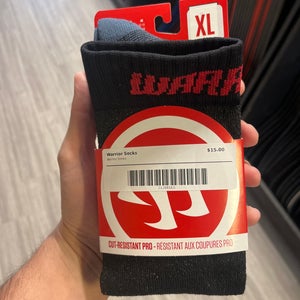 XL
WARR
Warrior Socks
$15.00
CUT-RESISTANT PRO - RÉSISTANT AUX COUPURES PRO